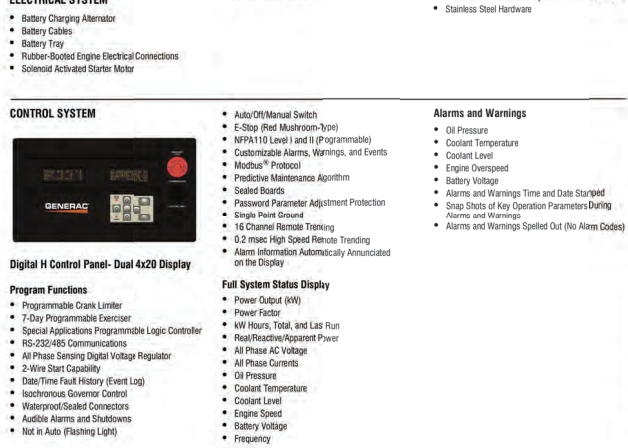 ELECTRICAL SYSTEM
• Battery Charging Alternator
• Battery Cables
• Battery Tray
• Rubber-Booted Engine Electrical Connections
• Solenoid Activated Starter Motor
• Stainless Steel Hardware
CONTROL SYSTEM
GENERAC
Digital H Control Panel- Dual 4x20 Display
Program Functions
• Programmable Crank Limiter
• 7-Day Programmable Exerciser
• Special Applications Programmable Logic Controller
• RS-232/485 Communications
• All Phase Sensing Digital Voltage Regulator
• 2-Wire Start Capability
• Date/Time Fault History (Event Log)
• Isochronous Governor Control
• Waterproof/Sealed Connectors
• Audible Alarms and Shutdowns
• Not in Auto (Flashing Light)
• Auto/Off/Manual Switch
• E-Stop (Red Mushroom-Type)
• NFPA110 Level I and II (Programmable)
• Customizable Alarms, Warnings, and Events
• Modbus® Protocol
• Predictive Maintenance Algorithm
• Sealed Boards
• Password Parameter Adjustment Protection
• Single Point Ground
• 16 Channel Remote Trending
• 0.2 msec High Speed Remote Trending
• Alarm Information Automatically Annunciated
on the Display
Full System Status Display
• Power Output (kW)
• Power Factor
• kW Hours, Total, and Las Run
• Real/Reactive/Apparent Power
• All Phase AC Voltage
• All Phase Currents
• Oil Pressure
• Coolant Temperature
• Coolant Level
• Engine Speed
• Battery Voltage
• Frequency
Alarms and Warnings
• Oil Pressure
• Coolant Temperature
• Coolant Level
• Engine Overspeed
• Battery Voltage
• Alarms and Warnings Time and Date Stamped
• Snap Shots of Key Operation Parameters During
Alarms and Warnings
• Alarms and Warnings Spelled Out (No Alarm Codes)